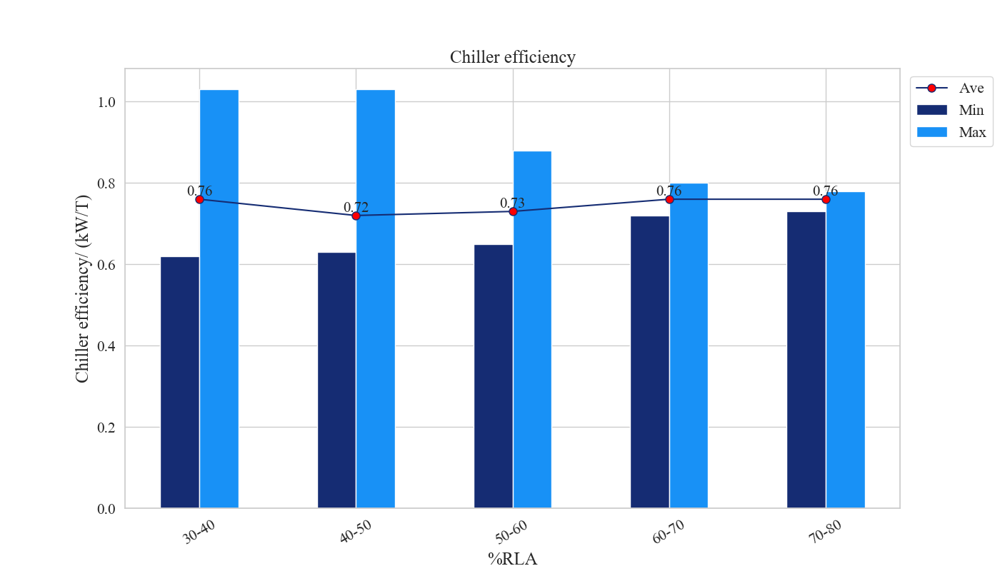 Chiller efficiency
Ave
Min
Max
Chiller efficiency/ (kW/T)
1.0
0.8
0.6
0.4
0.2
0.0
0.76
0.72
0.73
0.76
0.76
30-40
40-50
50-60
60-70
70-80
%RLA